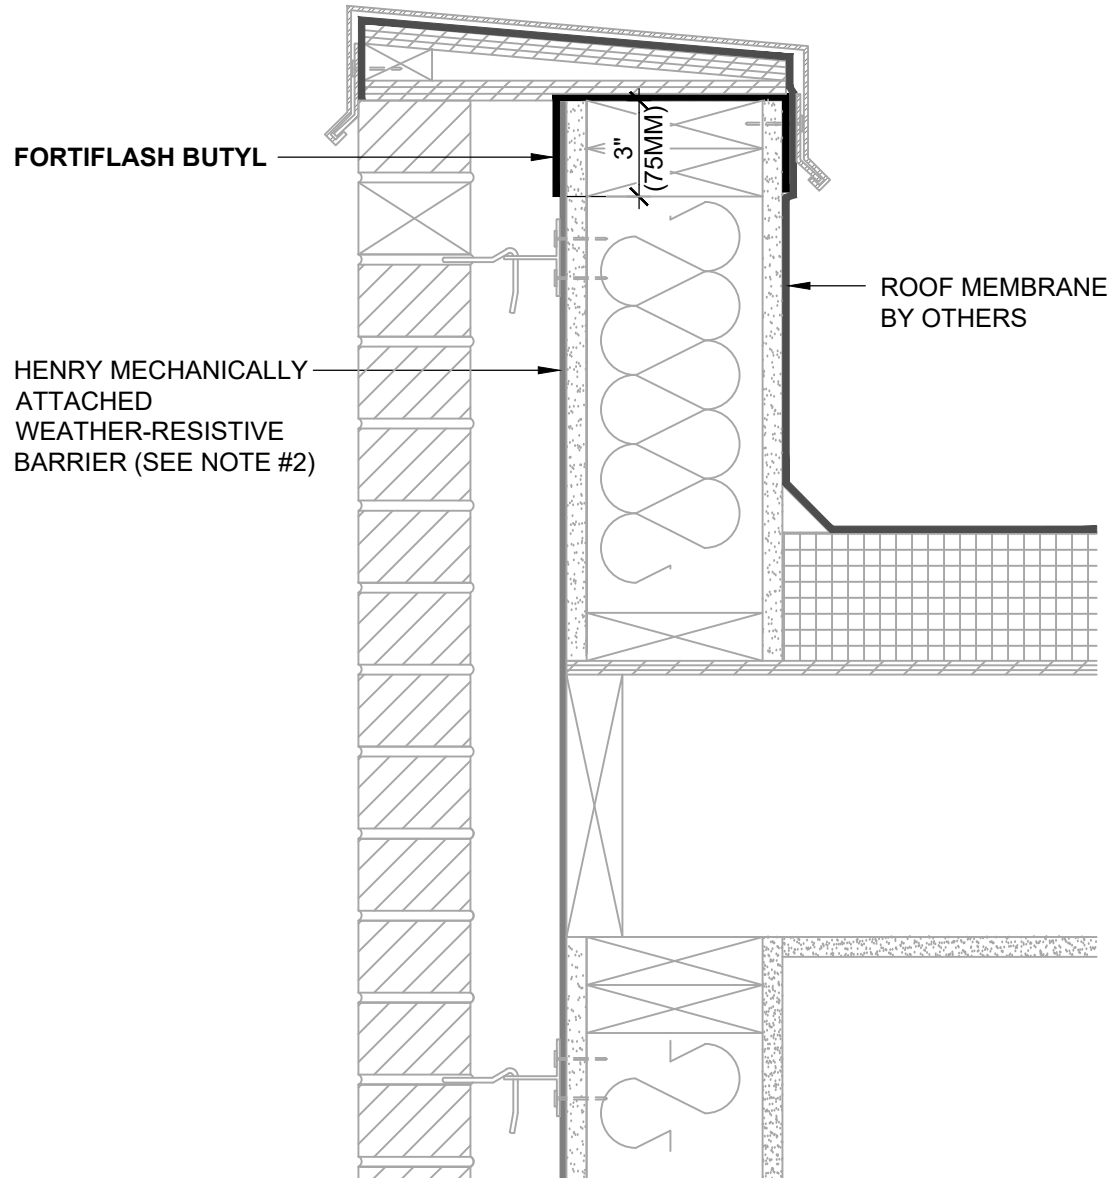 FORTIFLASH BUTYL
3"
(75MM)
ROOF MEMBRANE
BY OTHERS
HENRY MECHANICALLY
ATTACHED
WEATHER-RESISTIVE
BARRIER (SEE NOTE #2)